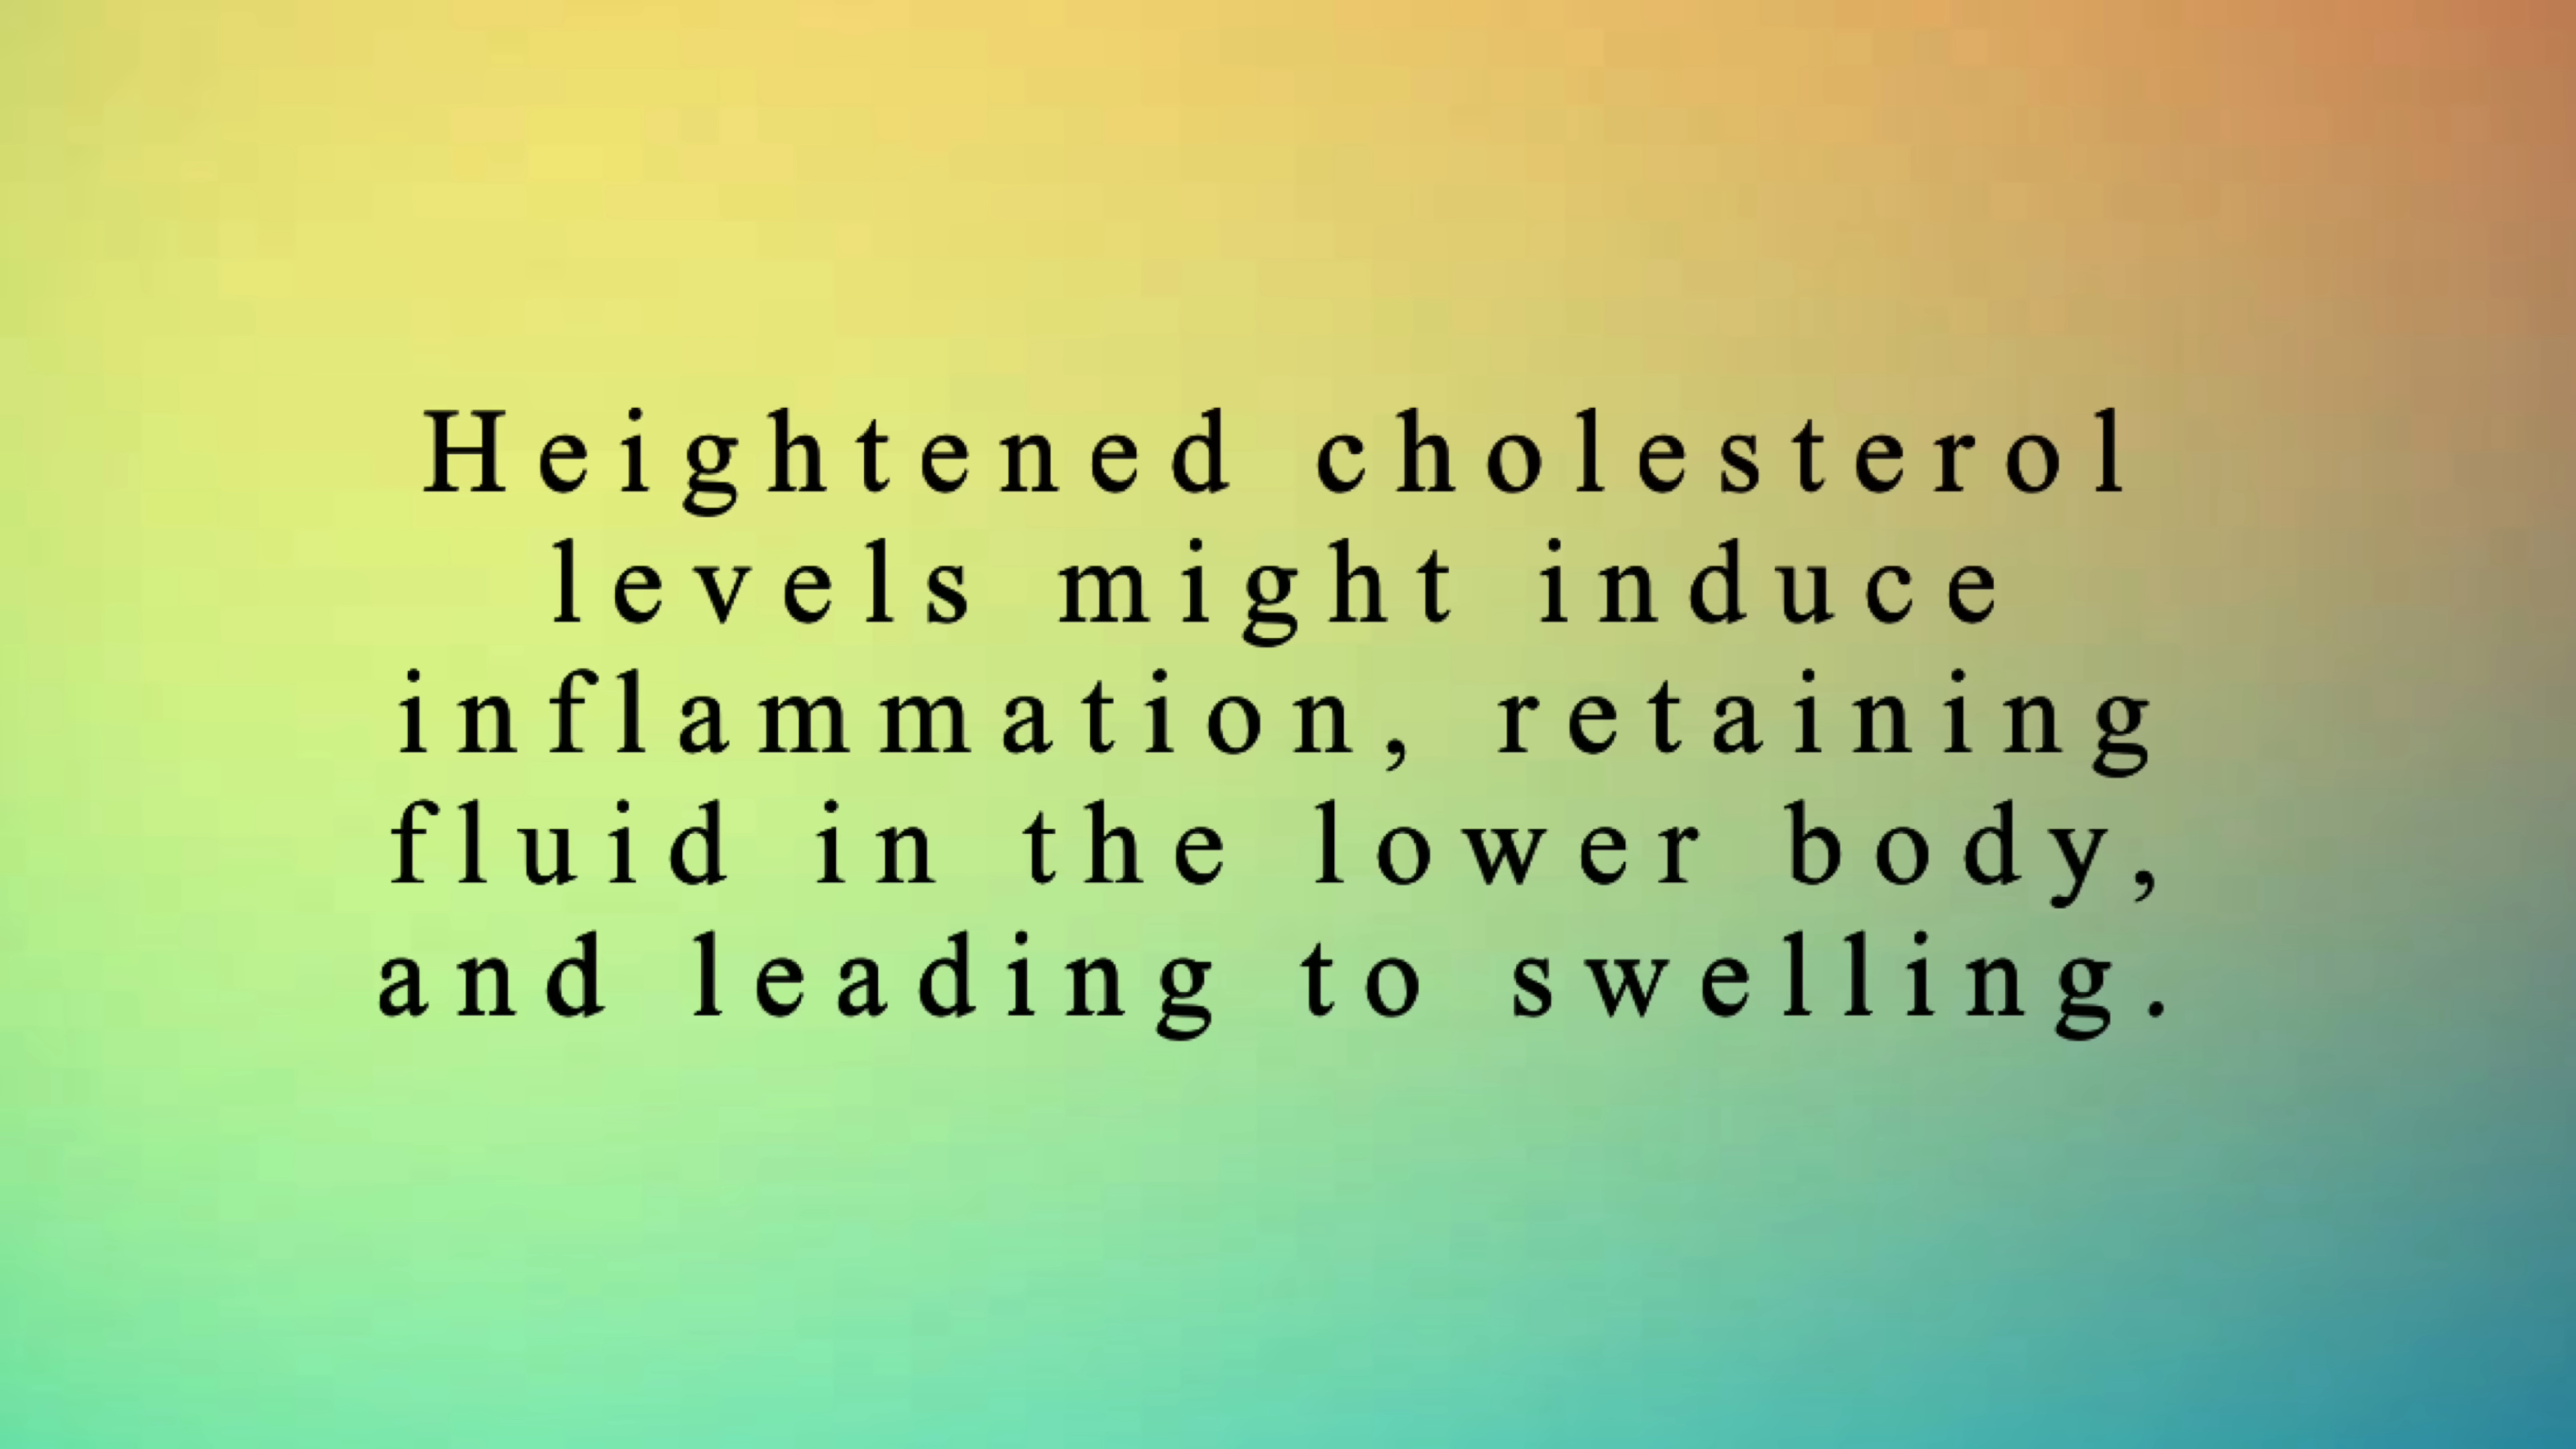 Heightened cholesterol
levels might induce
inflammation, retaining
fluid in the lower body,
and leading to swelling.